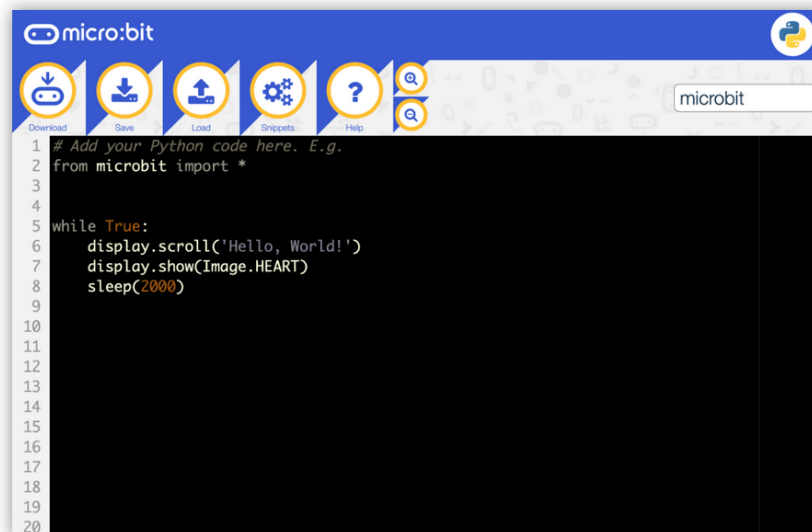 micro:bit
Download Save Load Snippets ? Help microbit
1 # Add your Python code here. E.g.
2 from microbit import *
3
4
5 while True:
6     display.scroll('Hello, World!')
7     display.show(Image.HEART)
8     sleep(2000)
9
10
11
12
13
14
15
16
17
18
19
20